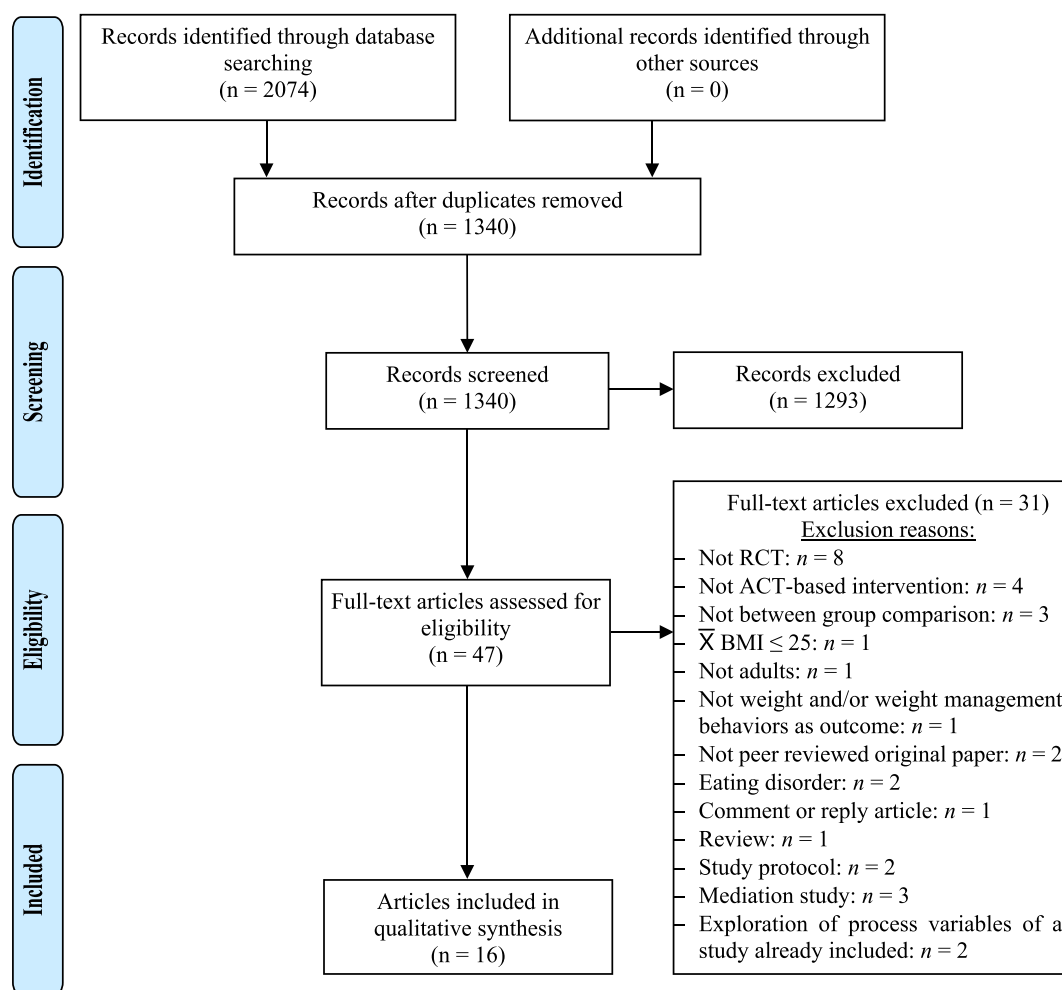 Identification
Records identified through database
searching
(n = 2074)
Additional records identified through
other sources
(n = 0)
Records after duplicates removed
(n = 1340)
Screening
Records screened
(n = 1340)
Records excluded
(n = 1293)
Eligibility
Full-text articles assessed for
eligibility
(n = 47)
Full-text articles excluded (n = 31)
Exclusion reasons:
– Not RCT: n = 8
– Not ACT-based intervention: n = 4
– Not between group comparison: n = 3
– X̅ BMI ≤ 25: n = 1
– Not adults: n = 1
– Not weight and/or weight management
behaviors as outcome: n = 1
– Not peer reviewed original paper: n = 2
– Eating disorder: n = 2
– Comment or reply article: n = 1
– Review: n = 1
– Study protocol: n = 2
– Mediation study: n = 3
– Exploration of process variables of a
study already included: n = 2
Included
Articles included in
qualitative synthesis
(n = 16)